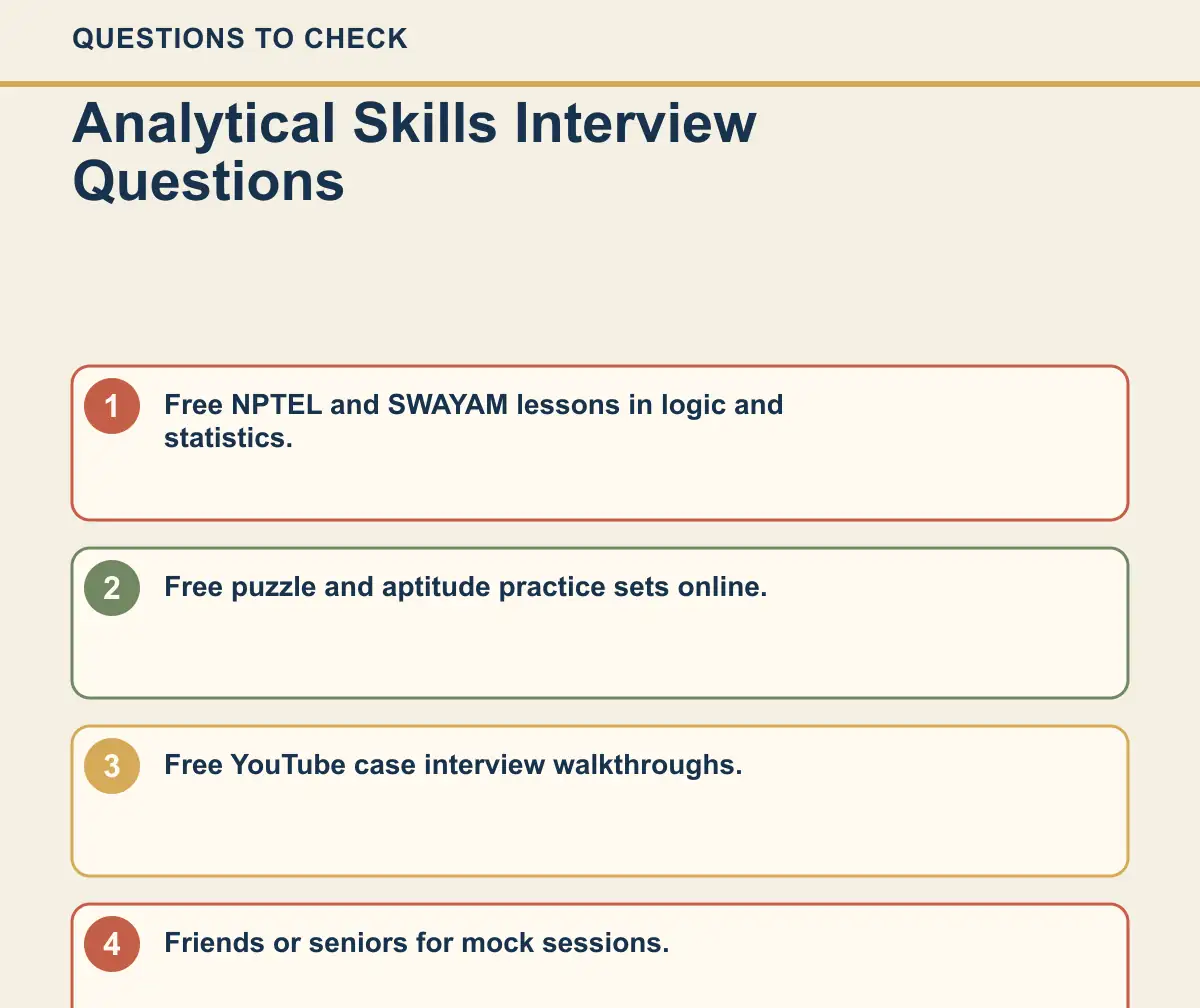 QUESTIONS TO CHECK
Analytical Skills Interview
Questions
1
Free NPTEL and SWAYAM lessons in logic and
statistics.
2
Free puzzle and aptitude practice sets online.
3
Free YouTube case interview walkthroughs.
4
Friends or seniors for mock sessions.